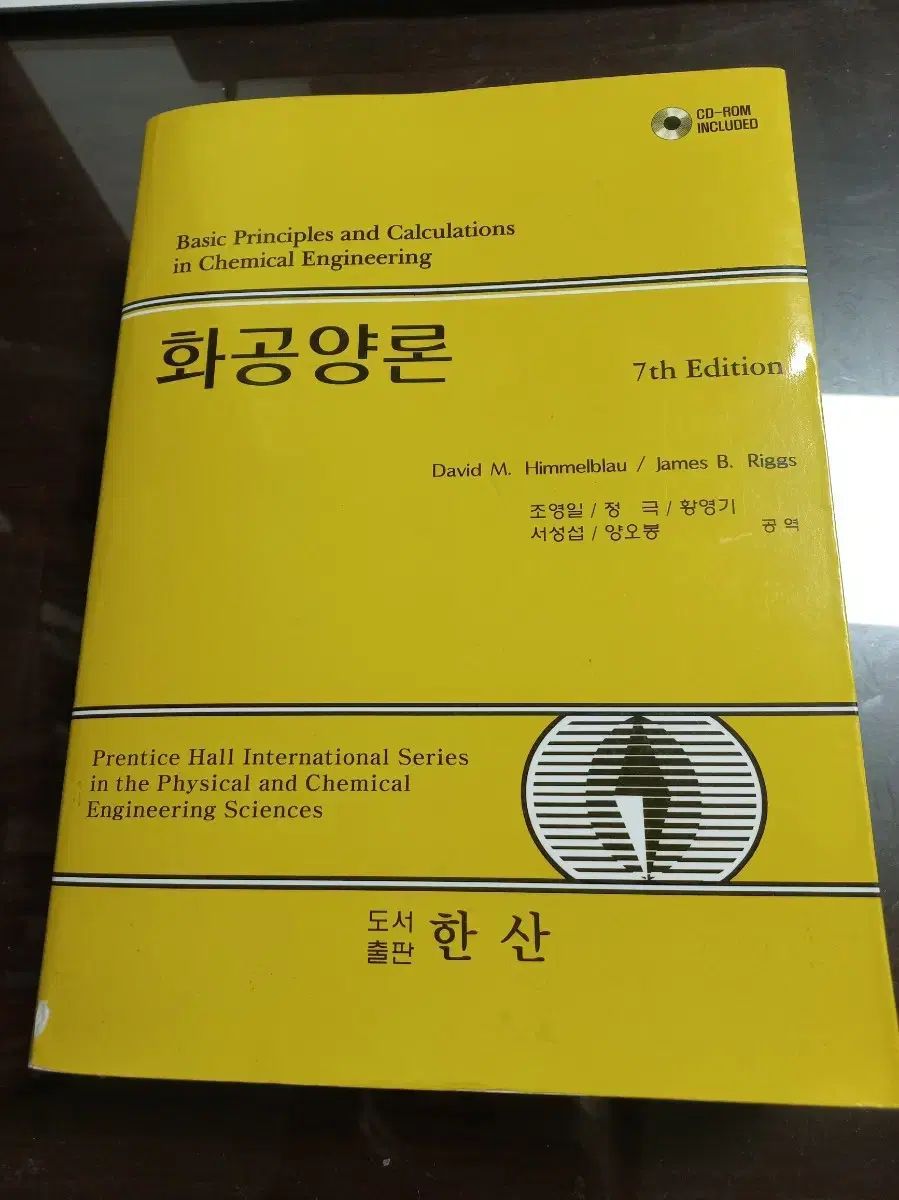 CD-ROM
INCLUDED
Basic Principles and Calculations
in Chemical Engineering
화공양론
7th Edition
David M. Himmelblau / James B. Riggs
조영일 / 정 극 / 황영기
서성섭 / 양오봉 공역
Prentice Hall International Series
in the Physical and Chemical
Engineering Sciences
도서
출판 한산